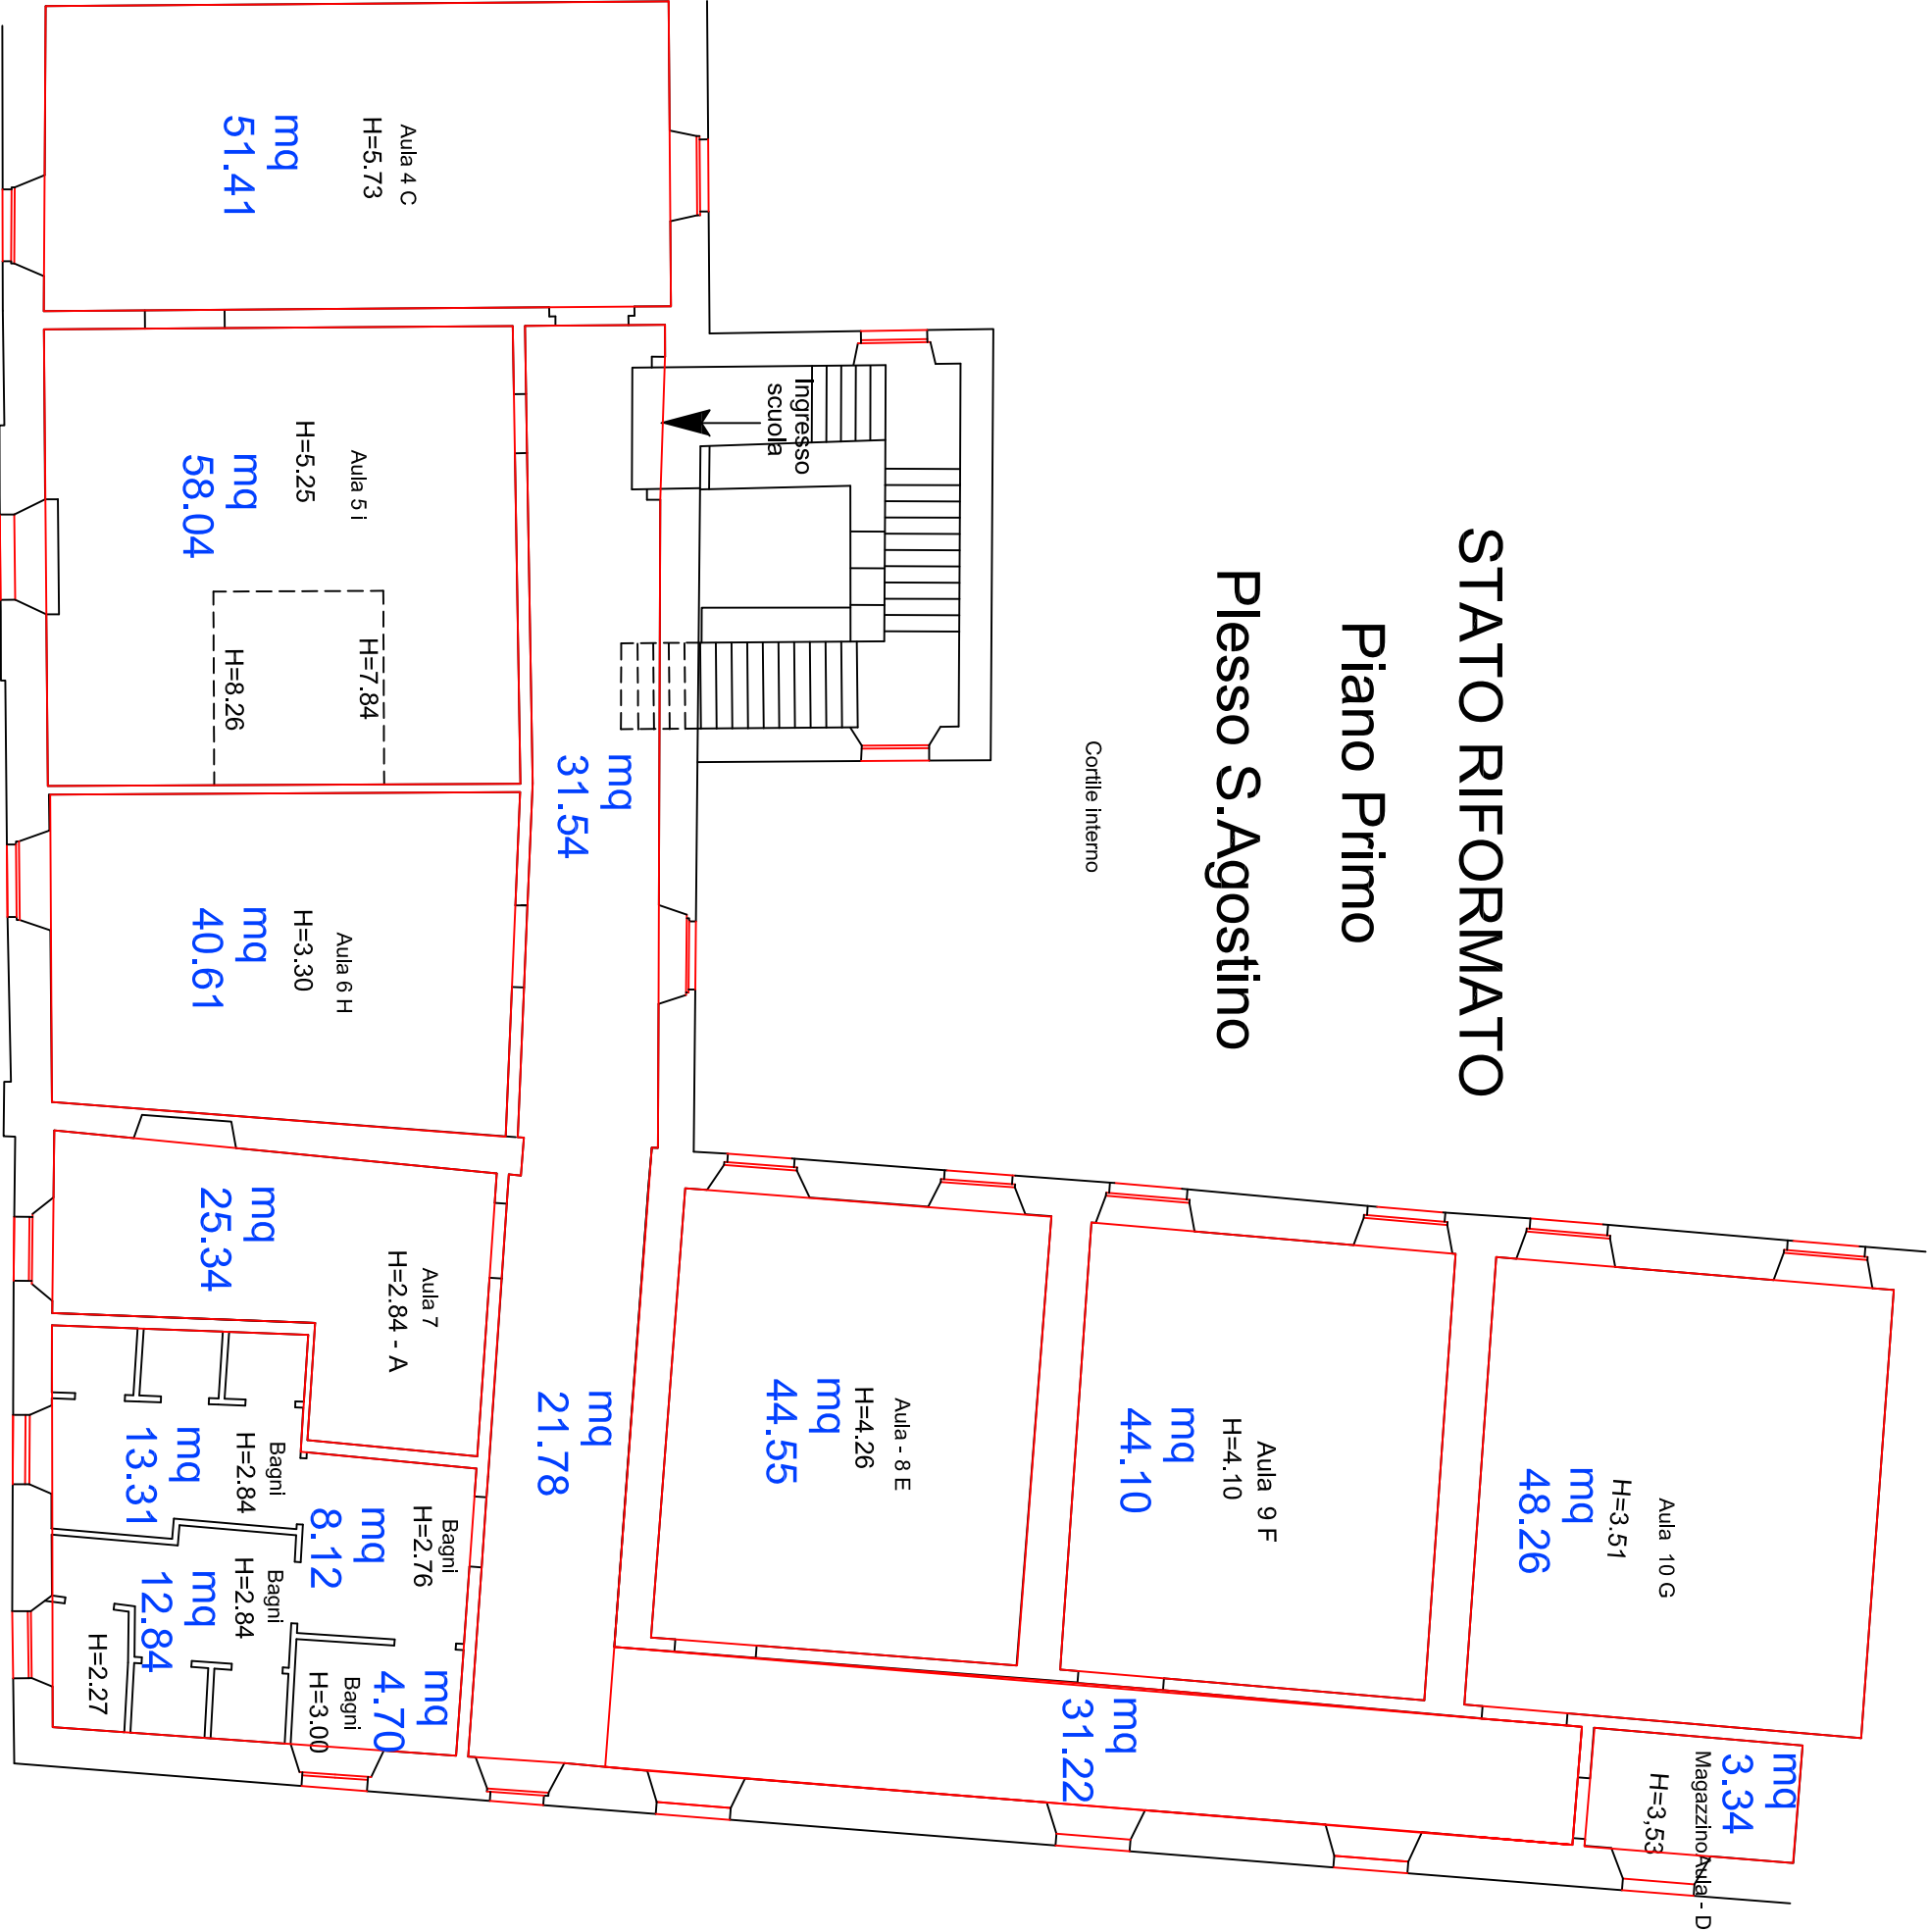 STATO RIFORMATO
Piano Primo
Plesso S.Agostino
Cortile interno
Ingresso
scuola
Aula 4 C
H=5.73
mq
51.41
Aula 5 i
H=5.25
mq
58.04
H=7.84
H=8.26
mq
31.54
Aula 6 H
H=3.30
mq
40.61
Aula 7
H=2.84 - A
mq
25.34
mq
21.78
Aula - 8 E
H=4.26
mq
44.55
Aula 9 F
H=4.10
mq
44.10
Aula 10 G
H=3.51
mq
48.26
Bagni
H=2.84
mq
13.31
Bagni
H=2.76
mq
8.12
Bagni
H=2.84
mq
12.84
H=2.27
mq
4.70
Bagni
H=3.00
mq
31.22
mq
3.34
MagazzinoAula - D
H=3,53